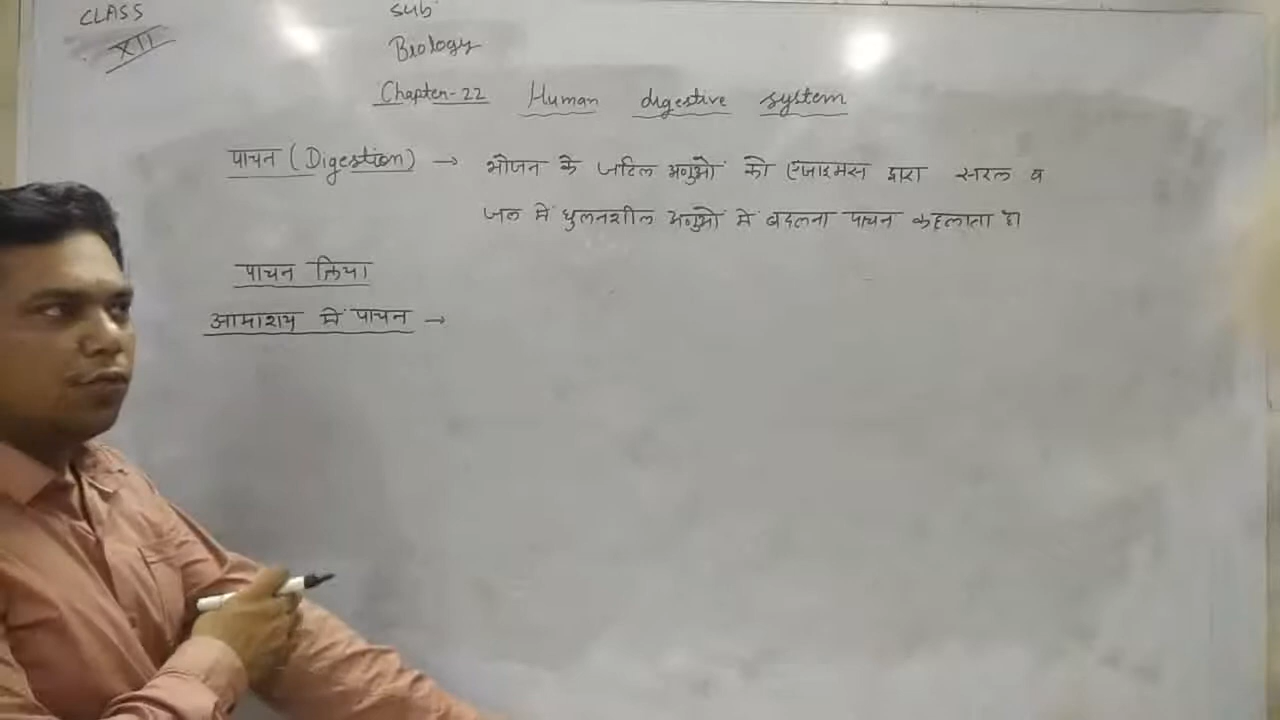 CLASS
XII
sub
Biology
Chapter-22 Human digestive system
पाचन (Digestion) → भोजन के जटिल अणुओं को एंजाइमस द्वारा सरल व
जल में घुलनशील अणुओं में बदलना पाचन कहलाता है।
पाचन क्रिया
आमाशय में पाचन →